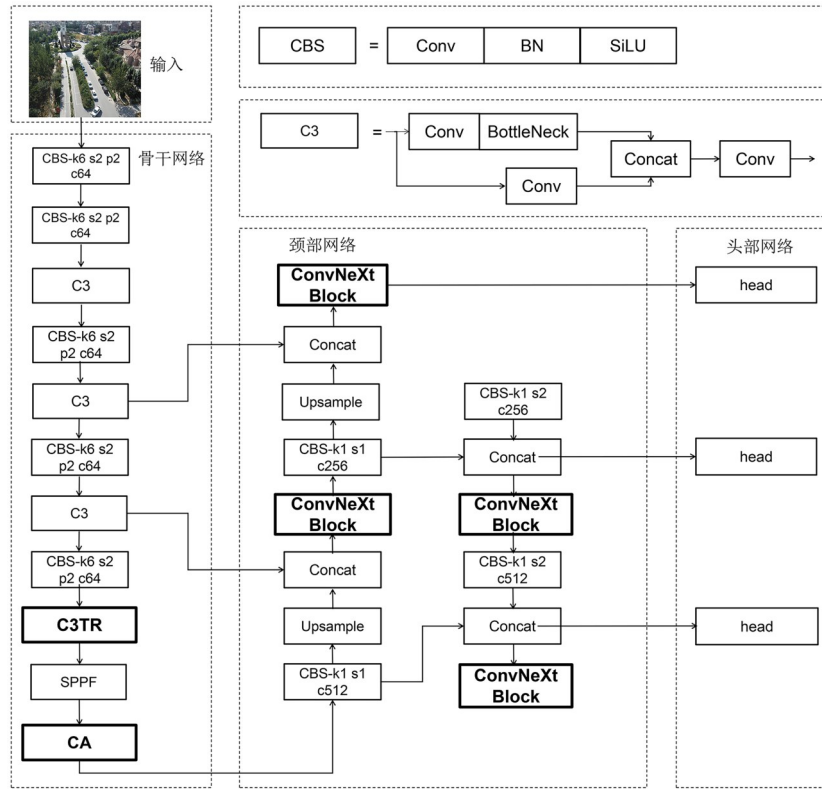 输入
CBS
=
Conv
BN
SiLU
C3
=
Conv
BottleNeck
Conv
Concat
Conv
骨干网络
CBS-k6 s2 p2
c64
CBS-k6 s2 p2
c64
C3
CBS-k6 s2
p2 c64
C3
CBS-k6 s2
p2 c64
C3
CBS-k6 s2
p2 c64
C3TR
SPPF
CA
颈部网络
ConvNeXt
Block
Concat
Upsample
CBS-k1 s1
c256
ConvNeXt
Block
Concat
Upsample
CBS-k1 s1
c512
CBS-k1 s2
c256
Concat
ConvNeXt
Block
CBS-k1 s2
c512
Concat
ConvNeXt
Block
头部网络
head
head
head